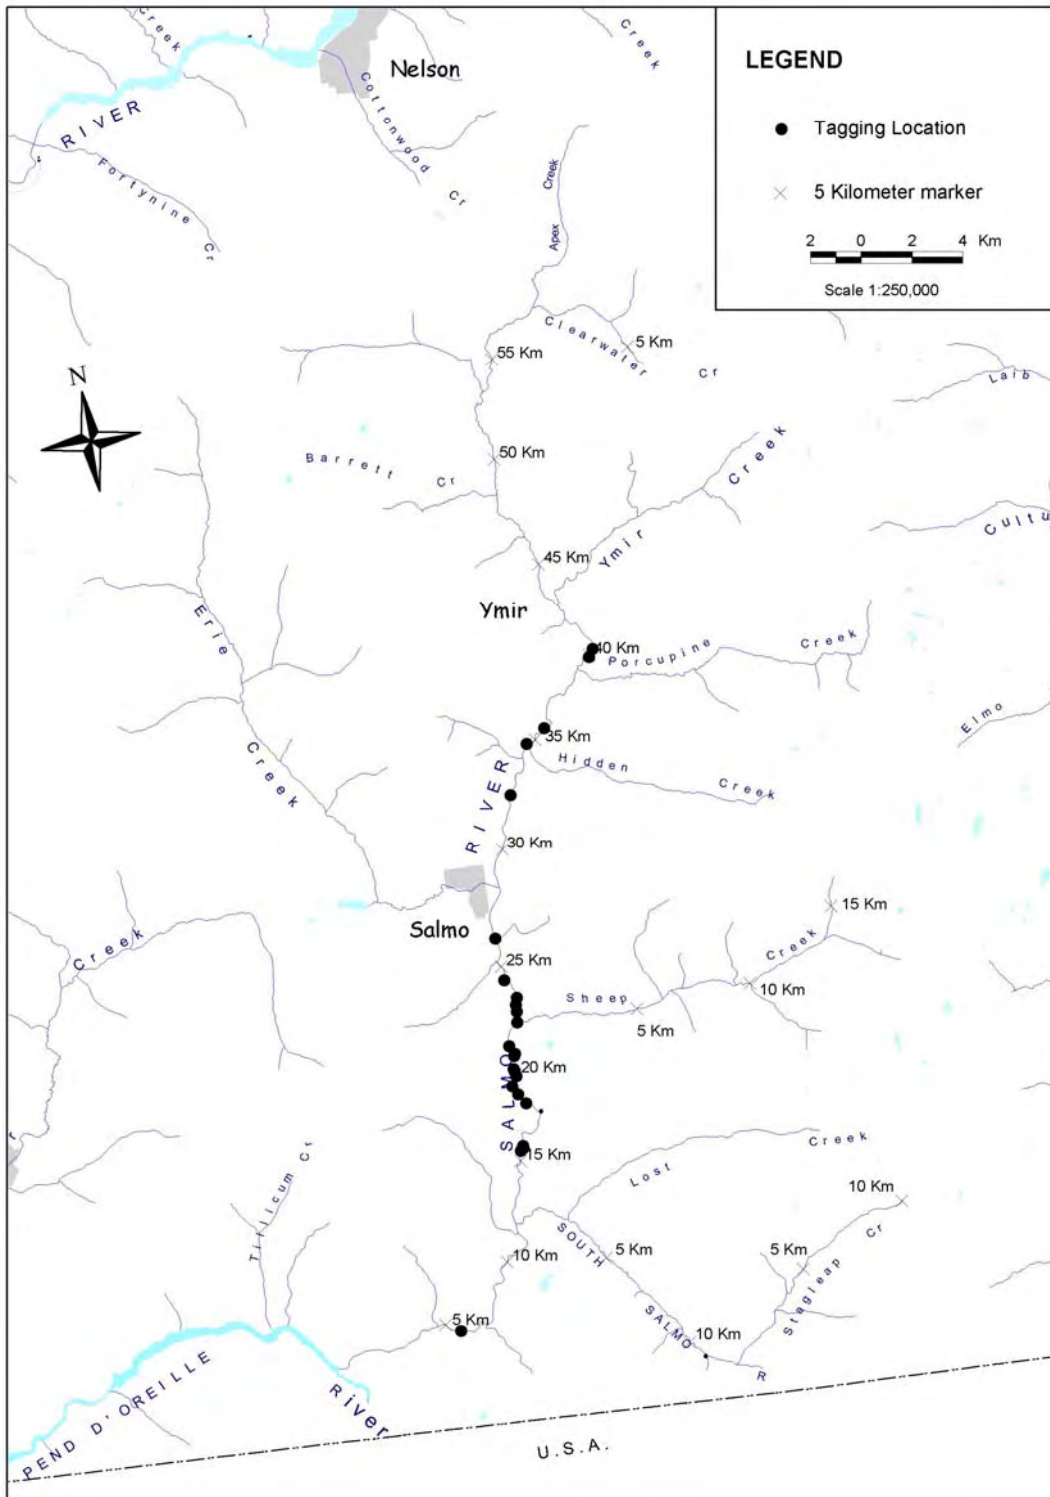 Creek
Nelson
Creek
LEGEND
Tagging Location
5 Kilometer marker
2 0 2 4 Km
Scale 1:250,000
RIVER
Cottonwood Cr
Fortynine Cr
Apex Creek
Clearwater Cr
5 Km
55 Km
Laib
N
50 Km
Barrett Cr
Ymir Creek
Cultu
45 Km
Ymir
40 Km
Porcupine Creek
Erie Creek
35 Km
Hidden Creek
Elmo
SALMO RIVER
30 Km
Salmo
25 Km
15 Km
Sheep Creek
10 Km
5 Km
Creek
20 Km
15 Km
Lost Creek
Tillicum Cr
10 Km
10 Km
SOUTH SALMO R
5 Km
5 Km
Stagleap Cr
5 Km
10 Km
PEND D'OREILLE River
U.S.A.